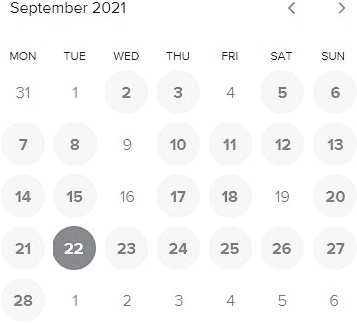 September 2021
MON TUE WED THU FRI SAT SUN
31 1 2 3 4 5 6
7 8 9 10 11 12 13
14 15 16 17 18 19 20
21 22 23 24 25 26 27
28 1 2 3 4 5 6